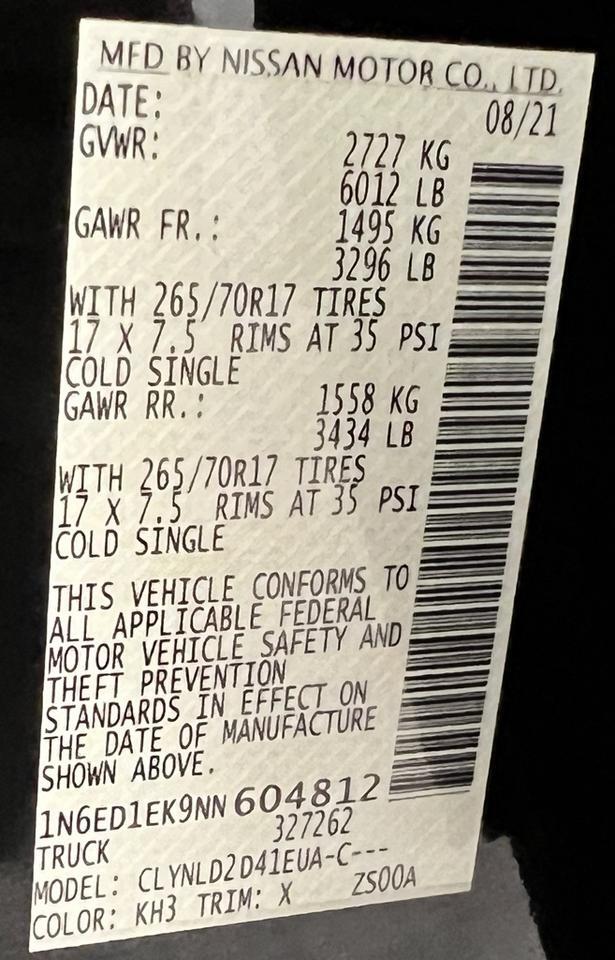 MFD BY NISSAN MOTOR CO., LTD.
DATE: 08/21
GVWR: 2727 KG
6012 LB
GAWR FR.: 1495 KG
3296 LB
WITH 265/70R17 TIRES
17 X 7.5 RIMS AT 35 PSI
COLD SINGLE
GAWR RR.: 1558 KG
3434 LB
WITH 265/70R17 TIRES
17 X 7.5 RIMS AT 35 PSI
COLD SINGLE
THIS VEHICLE CONFORMS TO
ALL APPLICABLE FEDERAL
MOTOR VEHICLE SAFETY AND
THEFT PREVENTION
STANDARDS IN EFFECT ON
THE DATE OF MANUFACTURE
SHOWN ABOVE.
1N6ED1EK9NN604812
327262
TRUCK
MODEL: CLYNLD2D41EUA-C---
COLOR: KH3 TRIM: X ZS00A